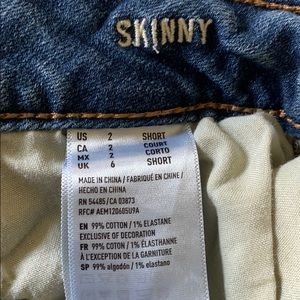 SKINNY
US 2 SHORT
CA 2 COURT
MX 2 CORTO
UK 6 SHORT
MADE IN CHINA / FABRIQUÉ EN CHINE /
HECHO EN CHINA
RN 54485/CA 03873
RFC# AEM120605U9A
EN 99% COTTON / 1% ELASTANE
EXCLUSIVE OF DECORATION
FR 99% COTON / 1% ÉLASTHANNE
À L'EXCEPTION DE LA GARNITURE
SP 99% algodón / 1% elastano